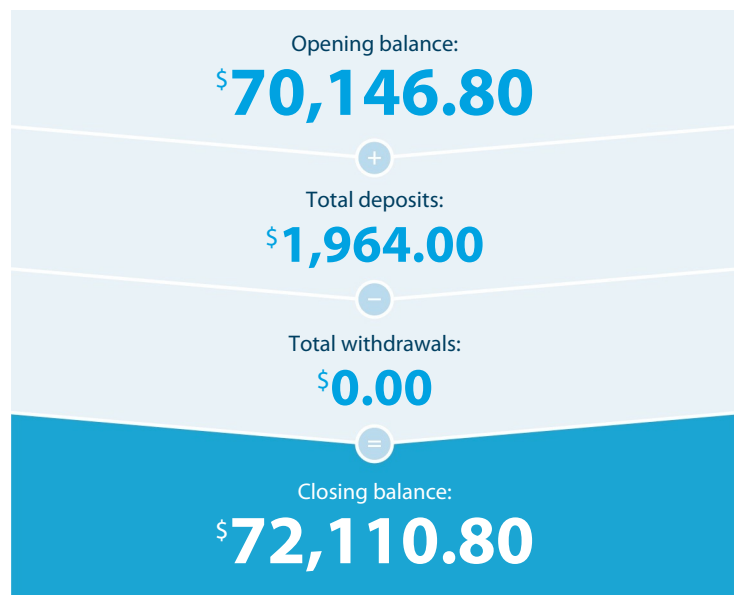 Opening balance:
$70,146.80
+
Total deposits:
$1,964.00
−
Total withdrawals:
$0.00
=
Closing balance:
$72,110.80